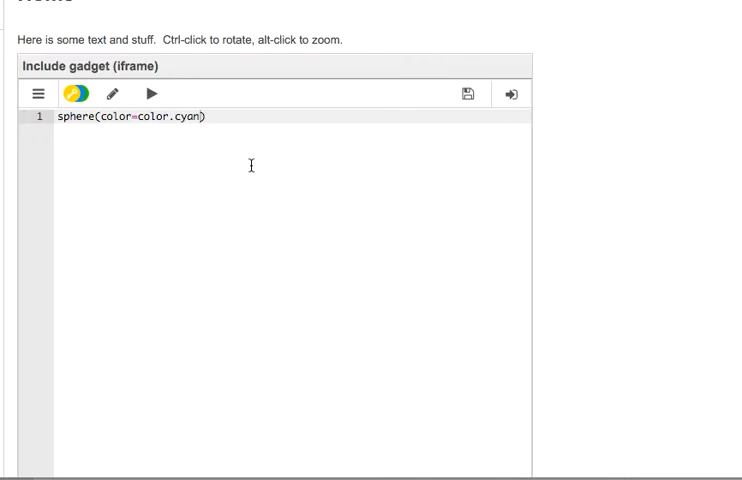 Here is some text and stuff. Ctrl-click to rotate, alt-click to zoom.
Include gadget (iframe)
1 sphere(color=color.cyan)